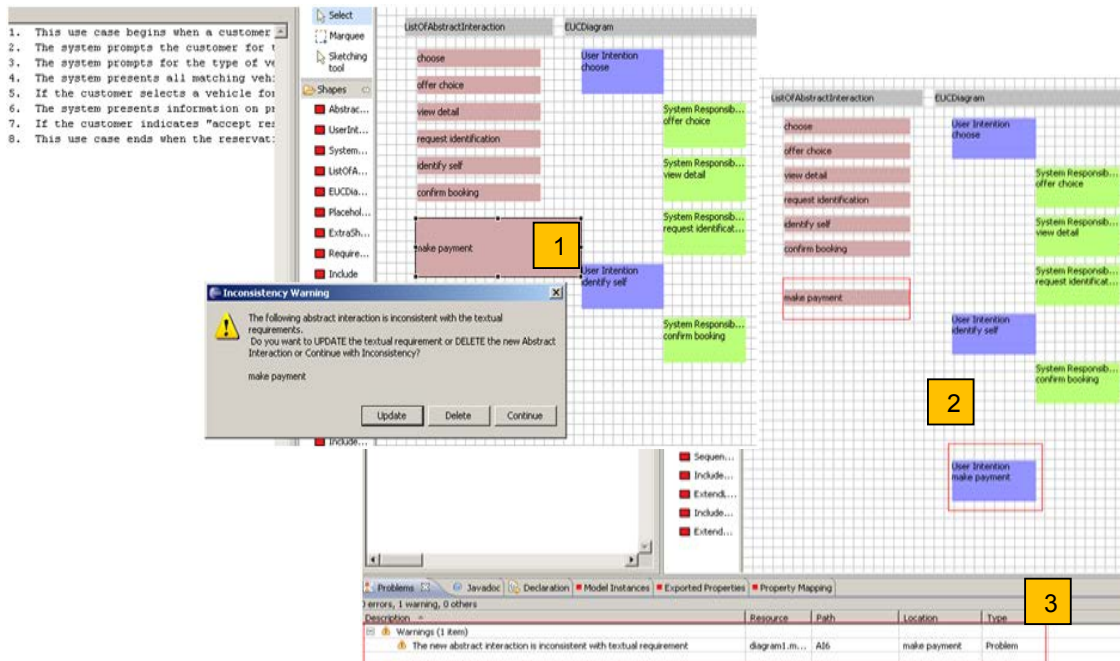 1. This use case begins when a customer
2. The system prompts the customer for t
3. The system prompts for the type of ve
4. The system presents all matching vehi
5. If the customer selects a vehicle for
6. The system presents information on pr
7. If the customer indicates "accept res
8. This use case ends when the reservati
Select
Marquee
Sketching
tool
Shapes
Abstrac...
UserInt...
System...
ListOfA...
EUCDia...
Placehol...
ExtraSh...
Require...
Include
Include...
ListOfAbstractInteraction
choose
offer choice
view detail
request identification
identify self
confirm booking
make payment
1
EUCDiagram
User Intention
choose
System Responsib...
offer choice
System Responsib...
view detail
System Responsib...
request identificat...
User Intention
identify self
System Responsib...
confirm booking
Inconsistency Warning
The following abstract interaction is inconsistent with the textual
requirements.
Do you want to UPDATE the textual requirement or DELETE the new Abstract
Interaction or Continue with Inconsistency?
make payment
Update Delete Continue
ListOfAbstractInteraction
choose
offer choice
view detail
request identification
identify self
confirm booking
make payment
EUCDiagram
User Intention
choose
System Responsib...
offer choice
System Responsib...
view detail
System Responsib...
request identificat...
User Intention
identify self
System Responsib...
confirm booking
2
User Intention
make payment
Sequen...
Include...
Extend...
Include...
Extend...
Problems Javadoc Declaration Model Instances Exported Properties Property Mapping
errors, 1 warning, 0 others
3
Description Resource Path Location Type
Warnings (1 item)
The new abstract interaction is inconsistent with textual requirement diagram1.m... AI6 make payment Problem